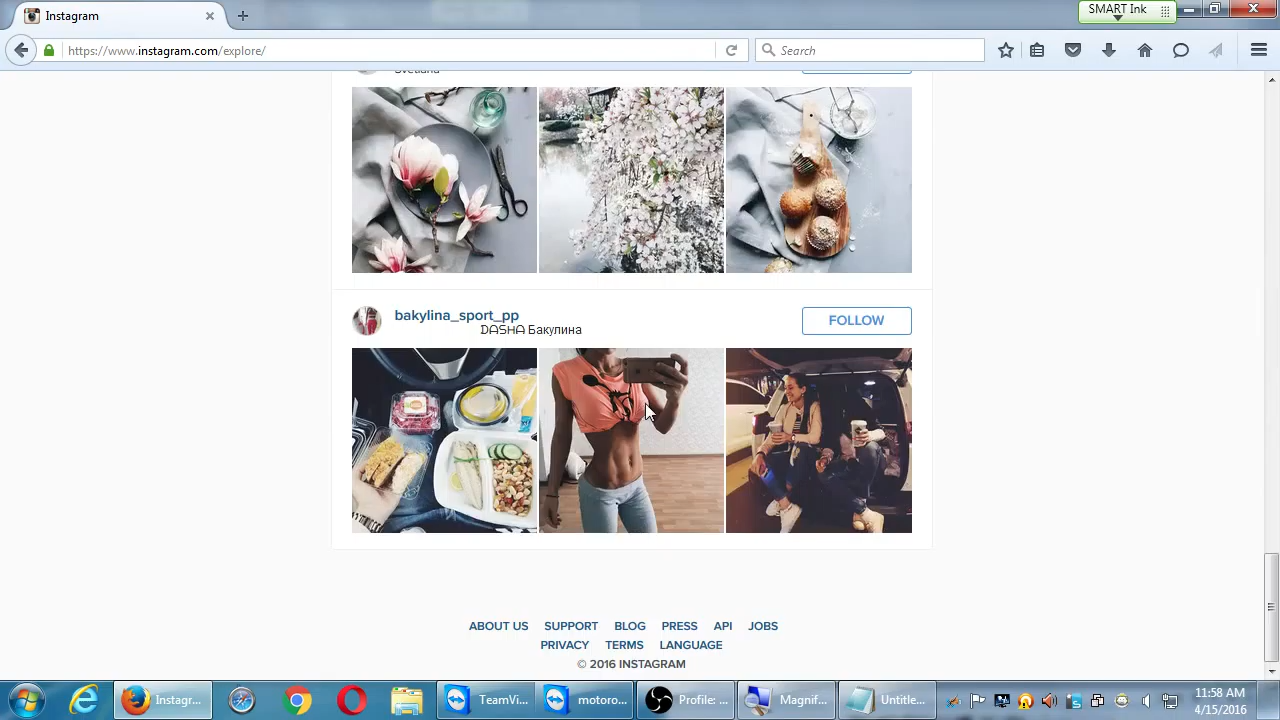 Instagram
SMART Ink
https://www.instagram.com/explore/
Search
Svetlana
bakylina_sport_pp
DASHA Бакулина
FOLLOW
ABOUT US SUPPORT BLOG PRESS API JOBS
PRIVACY TERMS LANGUAGE
© 2016 INSTAGRAM
Instagr... TeamVi... motoro... Profile: ... Magnif... Untitle...
11:58 AM
4/15/2016